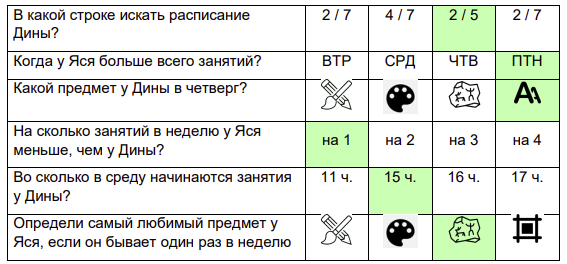 В какой строке искать расписание Дины? 2 / 7 4 / 7 2 / 5 2 / 7
Когда у Яся больше всего занятий? ВТР СРД ЧТВ ПТН
Какой предмет у Дины в четверг?
На сколько занятий в неделю у Яся меньше, чем у Дины? на 1 на 2 на 3 на 4
Во сколько в среду начинаются занятия у Дины? 11 ч. 15 ч. 16 ч. 17 ч.
Определи самый любимый предмет у Яся, если он бывает один раз в неделю